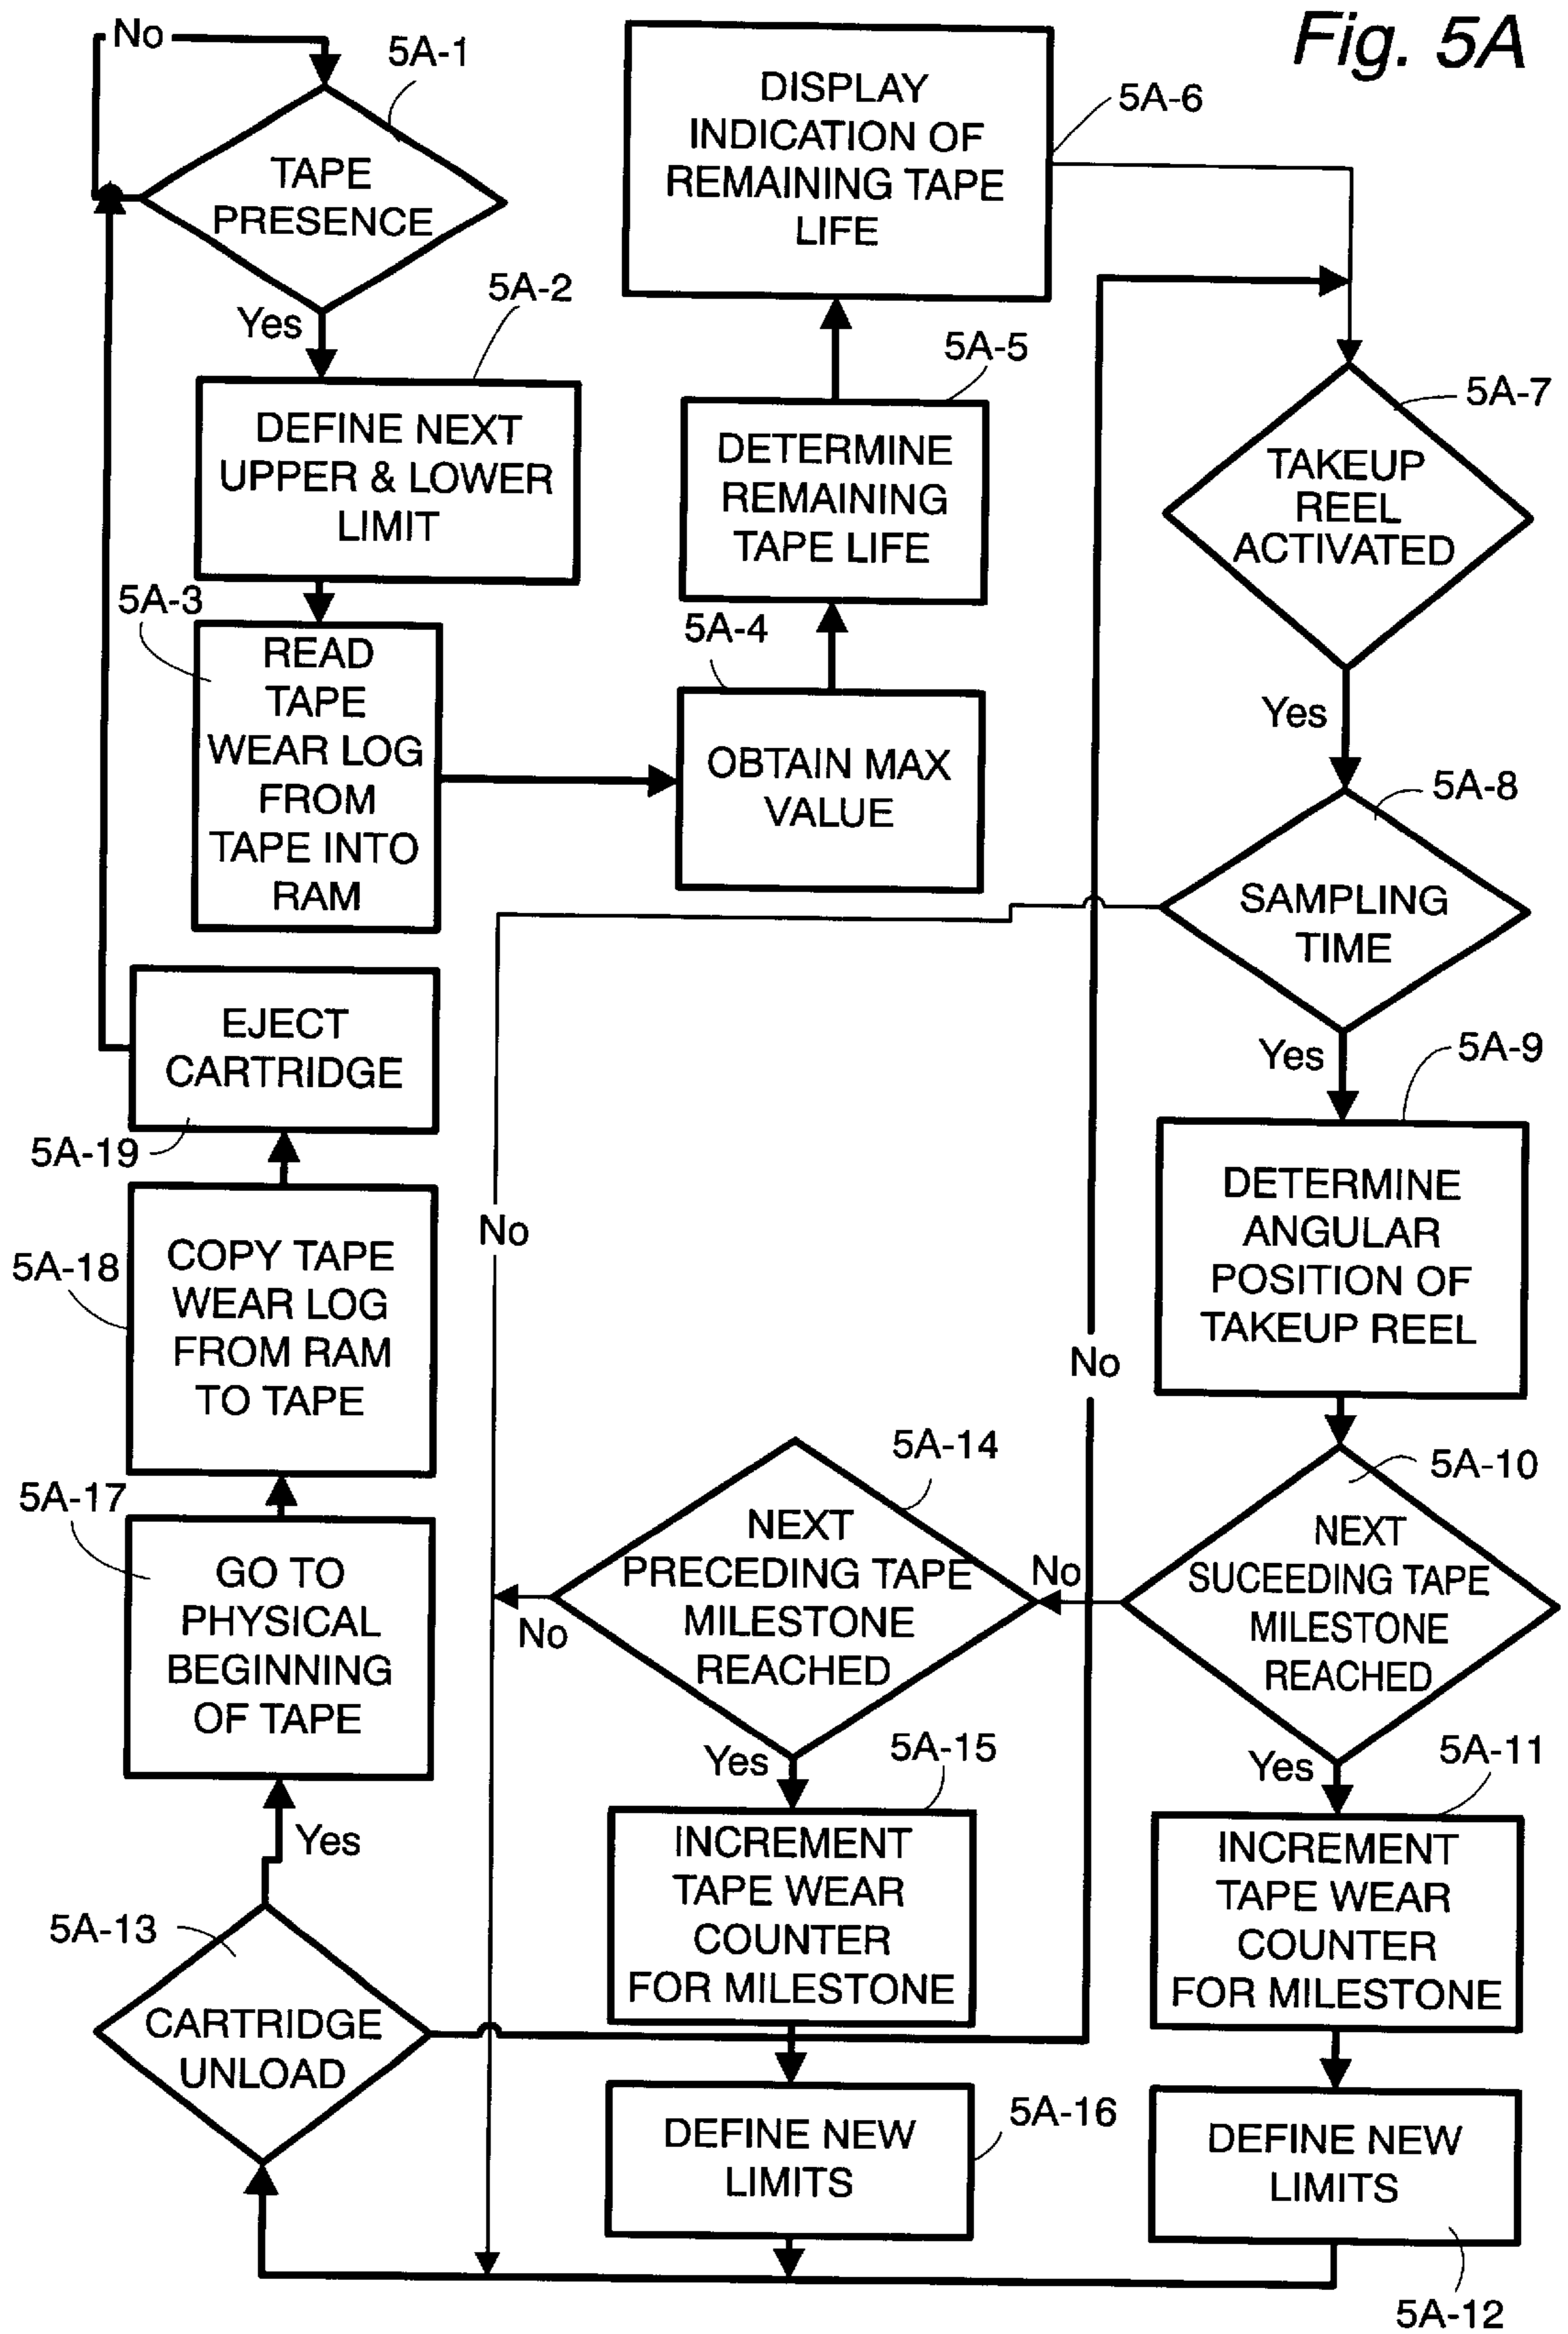 Fig. 5A
No
5A-1
TAPE
PRESENCE
Yes
5A-2
DEFINE NEXT
UPPER & LOWER
LIMIT
5A-3
READ
TAPE
WEAR LOG
FROM
TAPE INTO
RAM
5A-4
OBTAIN MAX
VALUE
5A-5
DETERMINE
REMAINING
TAPE LIFE
DISPLAY
INDICATION OF
REMAINING TAPE
LIFE
5A-6
5A-7
TAKEUP
REEL
ACTIVATED
Yes
5A-8
SAMPLING
TIME
Yes
No
5A-9
DETERMINE
ANGULAR
POSITION OF
TAKEUP REEL
5A-10
NEXT
SUCEEDING TAPE
MILESTONE
REACHED
No
Yes
5A-11
INCREMENT
TAPE WEAR
COUNTER
FOR MILESTONE
DEFINE NEW
LIMITS
5A-12
5A-14
NEXT
PRECEDING TAPE
MILESTONE
REACHED
No
Yes
5A-15
INCREMENT
TAPE WEAR
COUNTER
FOR MILESTONE
5A-16
DEFINE NEW
LIMITS
5A-13
CARTRIDGE
UNLOAD
No
Yes
5A-17
GO TO
PHYSICAL
BEGINNING
OF TAPE
5A-18
COPY TAPE
WEAR LOG
FROM RAM
TO TAPE
5A-19
EJECT
CARTRIDGE